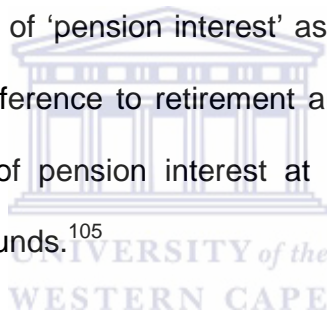 of ‘pension interest’ as
ference to retirement a
of pension interest at
unds.105
UNIVERSITY of the
WESTERN CAPE